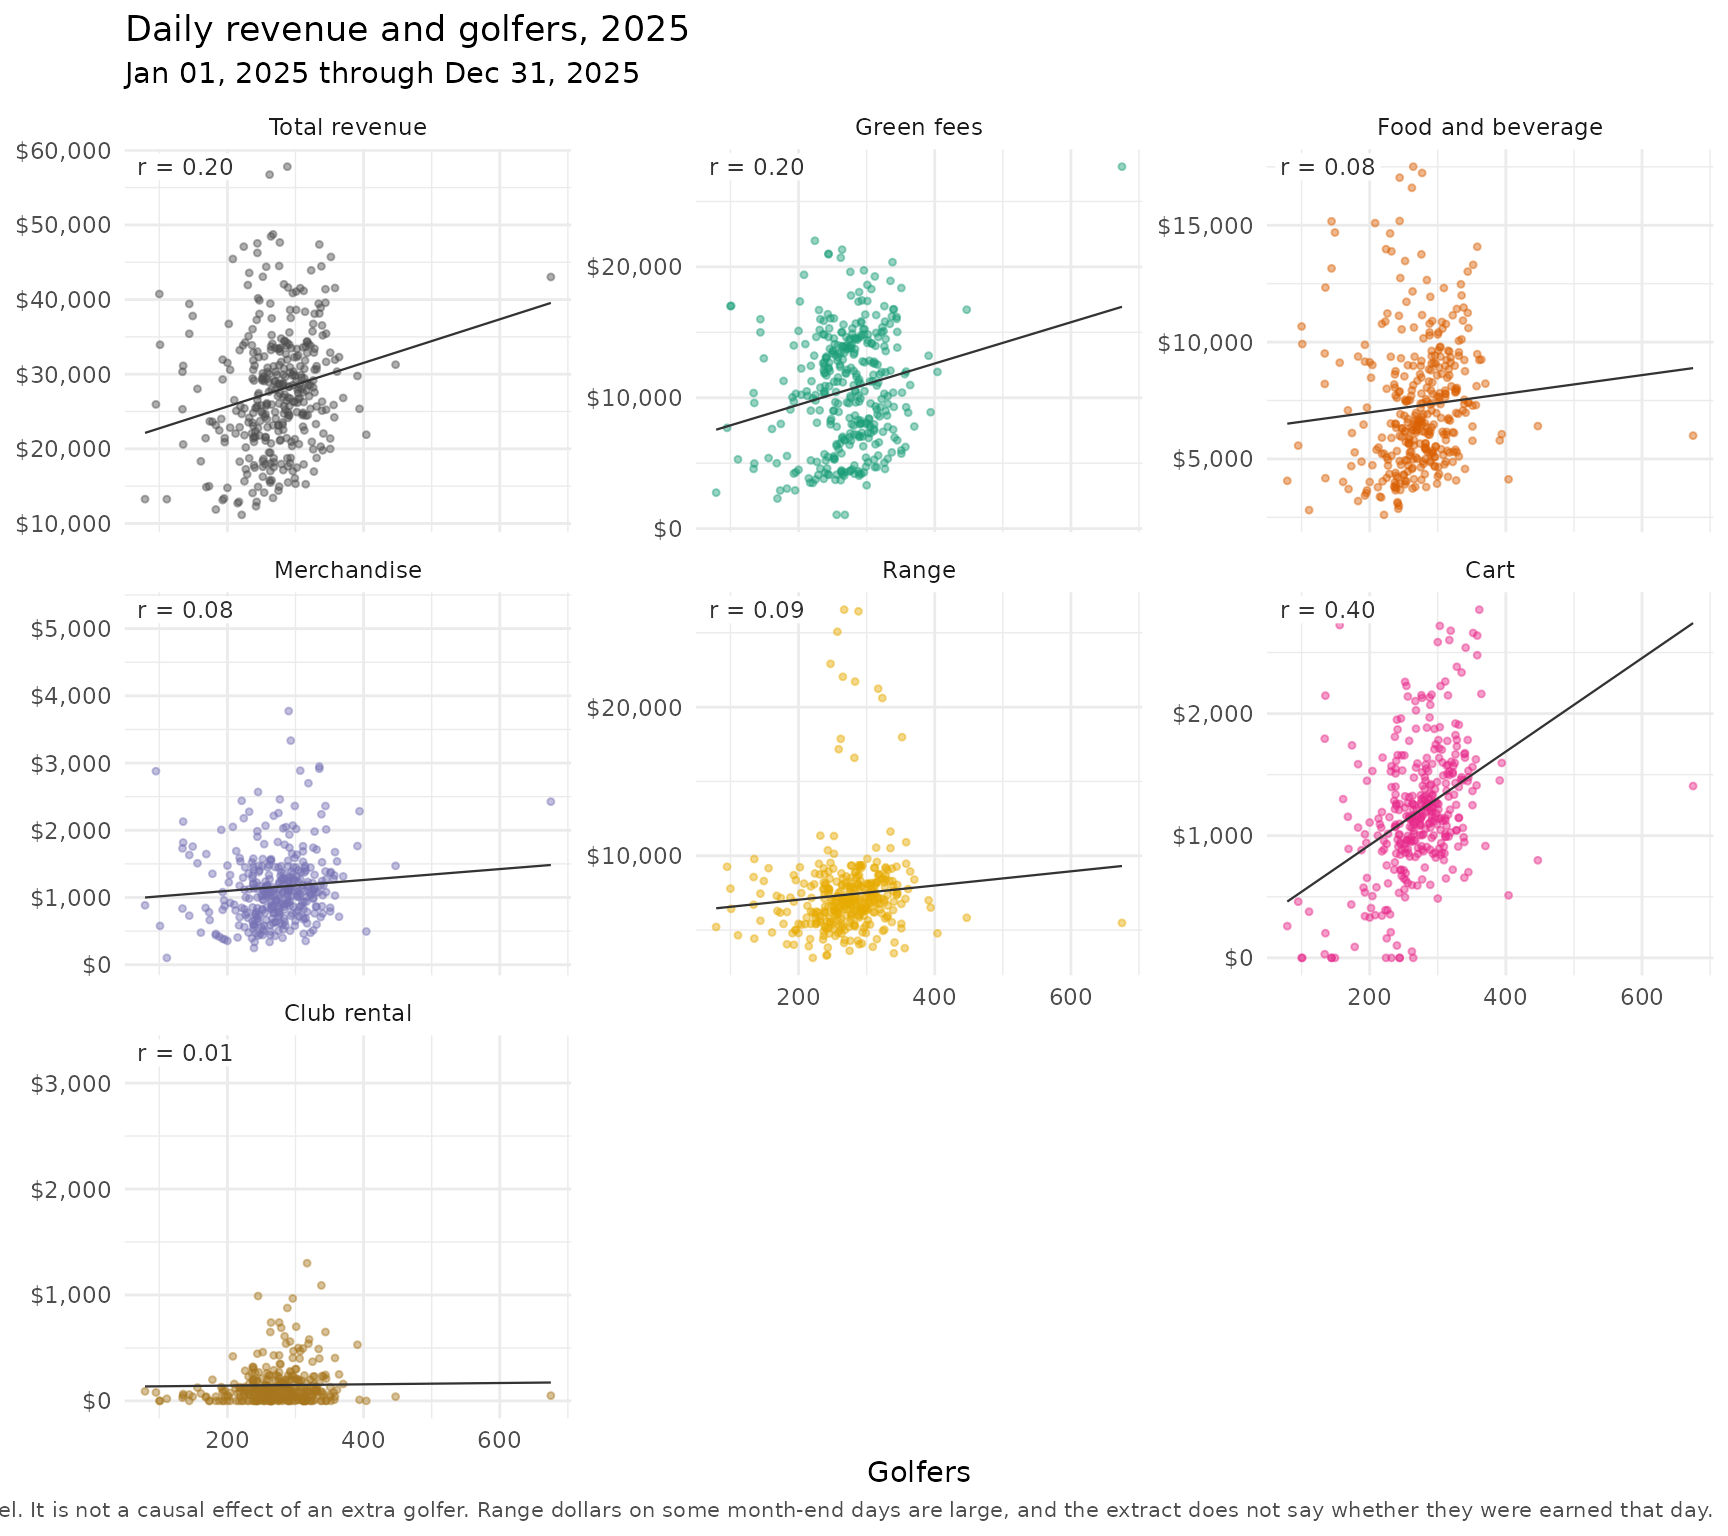 Daily revenue and golfers, 2025
Jan 01, 2025 through Dec 31, 2025
Total revenue
r = 0.20
$60,000
$50,000
$40,000
$30,000
$20,000
$10,000
Green fees
r = 0.20
$20,000
$10,000
$0
Food and beverage
r = 0.08
$15,000
$10,000
$5,000
Merchandise
r = 0.08
$5,000
$4,000
$3,000
$2,000
$1,000
$0
Range
r = 0.09
$20,000
$10,000
200 400 600
Cart
r = 0.40
$2,000
$1,000
$0
200 400 600
Club rental
r = 0.01
$3,000
$2,000
$1,000
$0
200 400 600
Golfers
It is not a causal effect of an extra golfer. Range dollars on some month-end days are large, and the extract does not say whether they were earned that day.